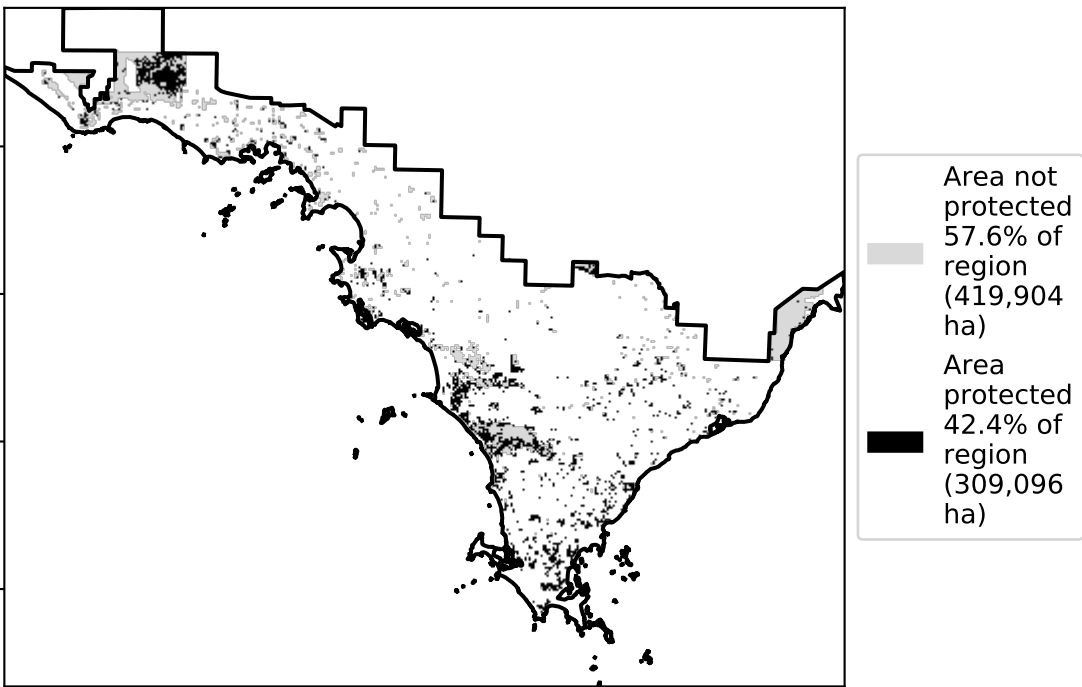 Area not
protected
57.6% of
region
(419,904
ha)
Area
protected
42.4% of
region
(309,096
ha)